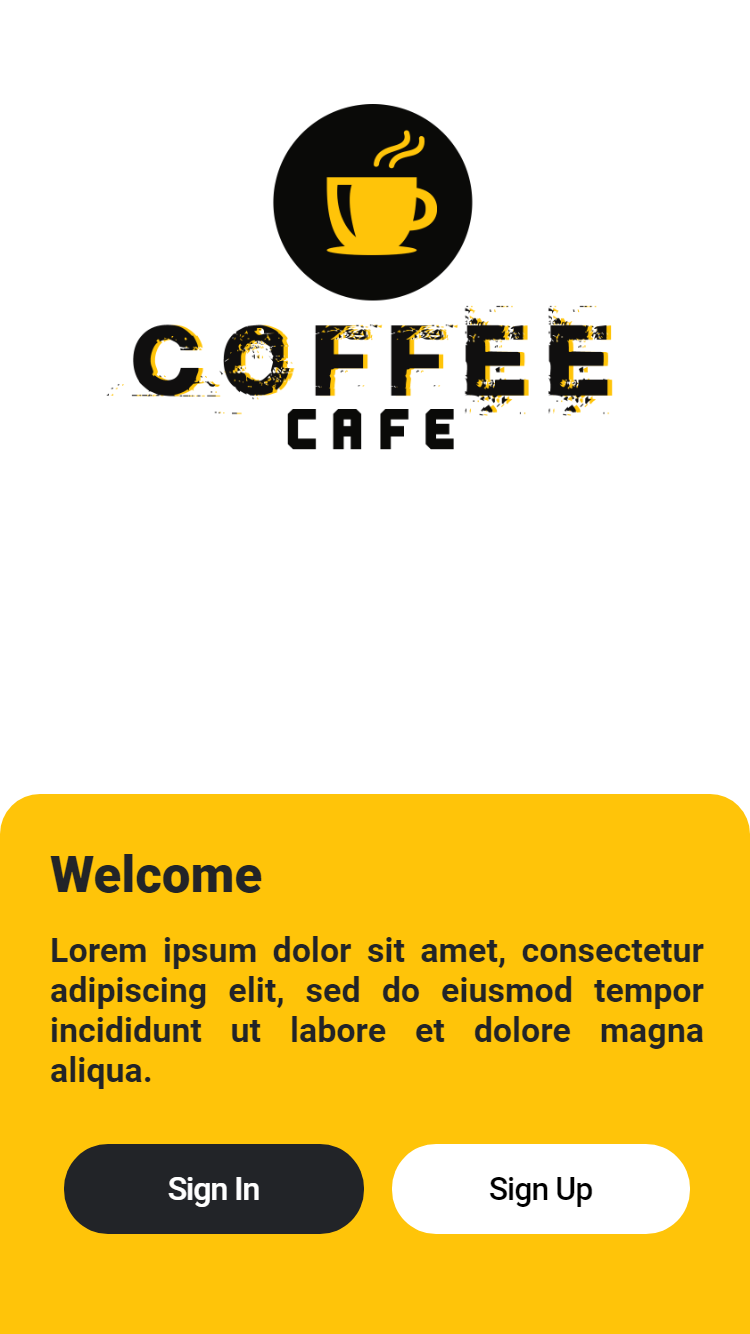 COFFEE
CAFE
Welcome
Lorem ipsum dolor sit amet, consectetur
adipiscing elit, sed do eiusmod tempor
incididunt ut labore et dolore magna
aliqua.
Sign In
Sign Up